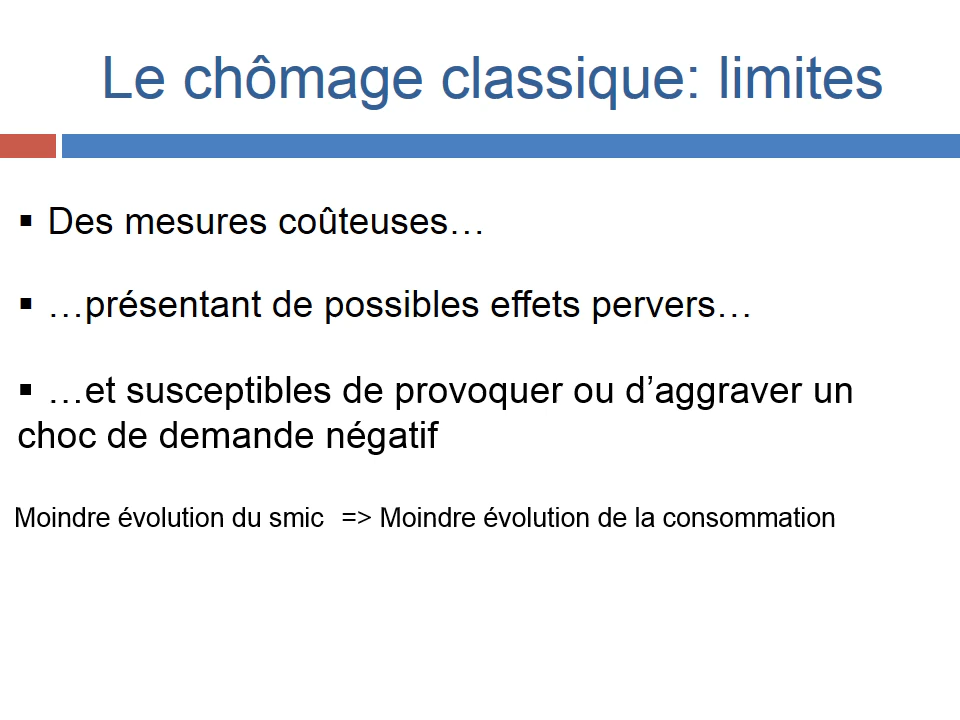 Le chômage classique: limites
▪ Des mesures coûteuses…
▪ …présentant de possibles effets pervers…
▪ …et susceptibles de provoquer ou d’aggraver un
choc de demande négatif
Moindre évolution du smic => Moindre évolution de la consommation